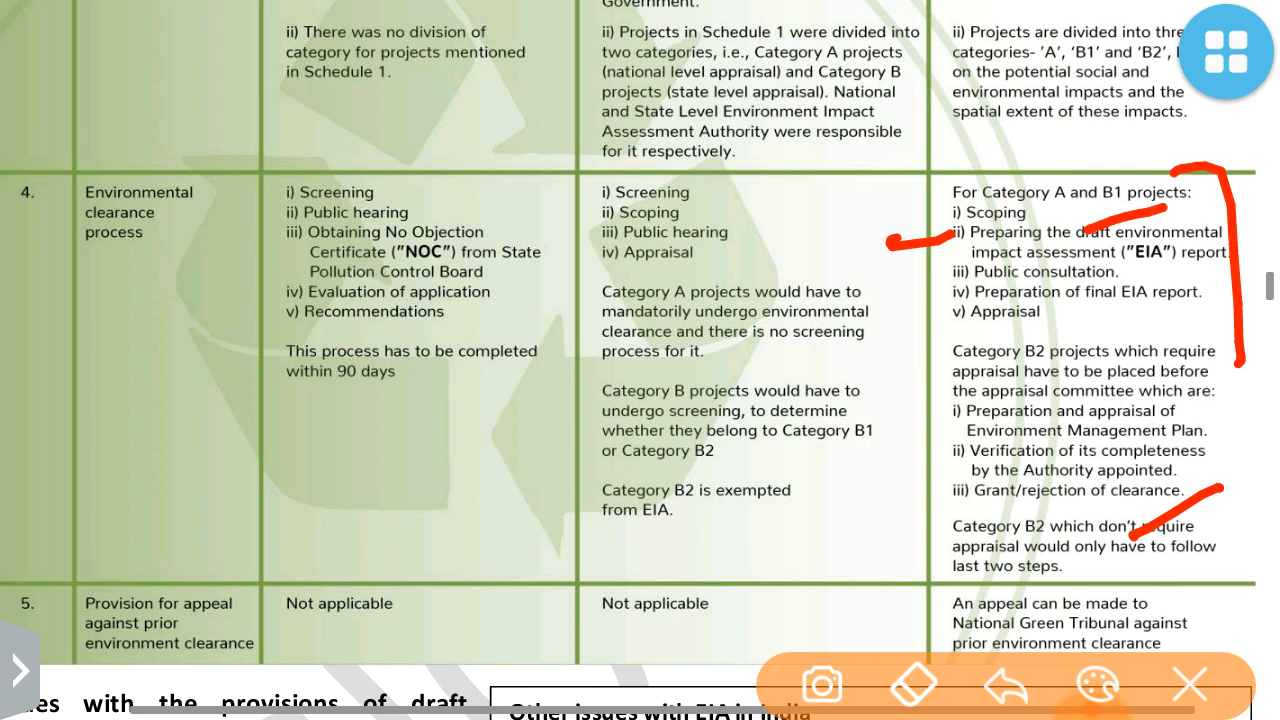 Government.
ii) There was no division of
category for projects mentioned
in Schedule 1.
ii) Projects in Schedule 1 were divided into
two categories, i.e., Category A projects
(national level appraisal) and Category B
projects (state level appraisal). National
and State Level Environment Impact
Assessment Authority were responsible
for it respectively.
ii) Projects are divided into
categories- ‘A’, ‘B1’ and ‘B2’,
on the potential social and
environmental impacts and the
spatial extent of these impacts.
4.
Environmental
clearance
process
i) Screening
ii) Public hearing
iii) Obtaining No Objection
Certificate (”NOC”) from State
Pollution Control Board
iv) Evaluation of application
v) Recommendations
This process has to be completed
within 90 days
i) Screening
ii) Scoping
iii) Public hearing
iv) Appraisal
Category A projects would have to
mandatorily undergo environmental
clearance and there is no screening
process for it.
Category B projects would have to
undergo screening, to determine
whether they belong to Category B1
or Category B2
Category B2 is exempted
from EIA.
For Category A and B1 projects:
i) Scoping
ii) Preparing the draft environmental
impact assessment (”EIA”) report.
iii) Public consultation.
iv) Preparation of final EIA report.
v) Appraisal
Category B2 projects which require
appraisal have to be placed before
the appraisal committee which are:
i) Preparation and appraisal of
Environment Management Plan.
ii) Verification of its completeness
by the Authority appointed.
iii) Grant/rejection of clearance.
Category B2 which don’t require
appraisal would only have to follow
last two steps.
5.
Provision for appeal
against prior
environment clearance
Not applicable
Not applicable
An appeal can be made to
National Green Tribunal against
prior environment clearance
with the provisions of draft
Other issues with EIA in India